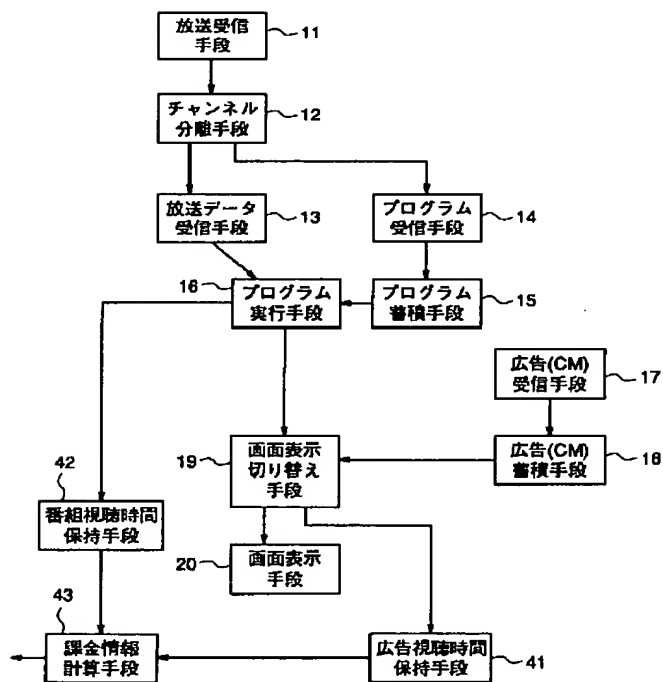 放送受信
手段
11
チャンネル
分離手段
12
放送データ
受信手段
13
プログラム
受信手段
14
16
プログラム
実行手段
プログラム
蓄積手段
15
広告(CM)
受信手段
17
19
画面表示
切り替え
手段
広告(CM)
蓄積手段
18
42
番組視聴時間
保持手段
20
画面表示
手段
43
課金情報
計算手段
広告視聴時間
保持手段
41